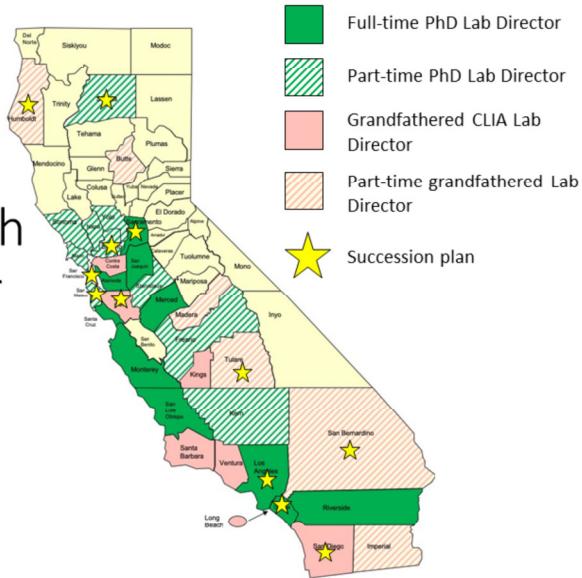 Full-time PhD Lab Director
Part-time PhD Lab Director
Grandfathered CLIA Lab
Director
Part-time grandfathered Lab
Director
Succession plan
h
Del
Norte
Siskiyou
Modoc
Humboldt
Trinity
Lassen
Tehama
Plumas
Mendocino
Glenn
Butte
Sierra
Lake
Colusa
Yuba
Nevada
Placer
El Dorado
Alpine
Amador
Calaveras
Tuolumne
Mono
Contra
Costa
San
Joaquin
San
Francisco
Alameda
Stanislaus
Mariposa
San
Mateo
Santa
Cruz
Merced
Madera
San
Benito
Fresno
Inyo
Monterey
Kings
Tulare
San
Luis
Obispo
Kern
Santa
Barbara
Ventura
Los
Angeles
San Bernardino
Long
Beach
Riverside
San Diego
Imperial